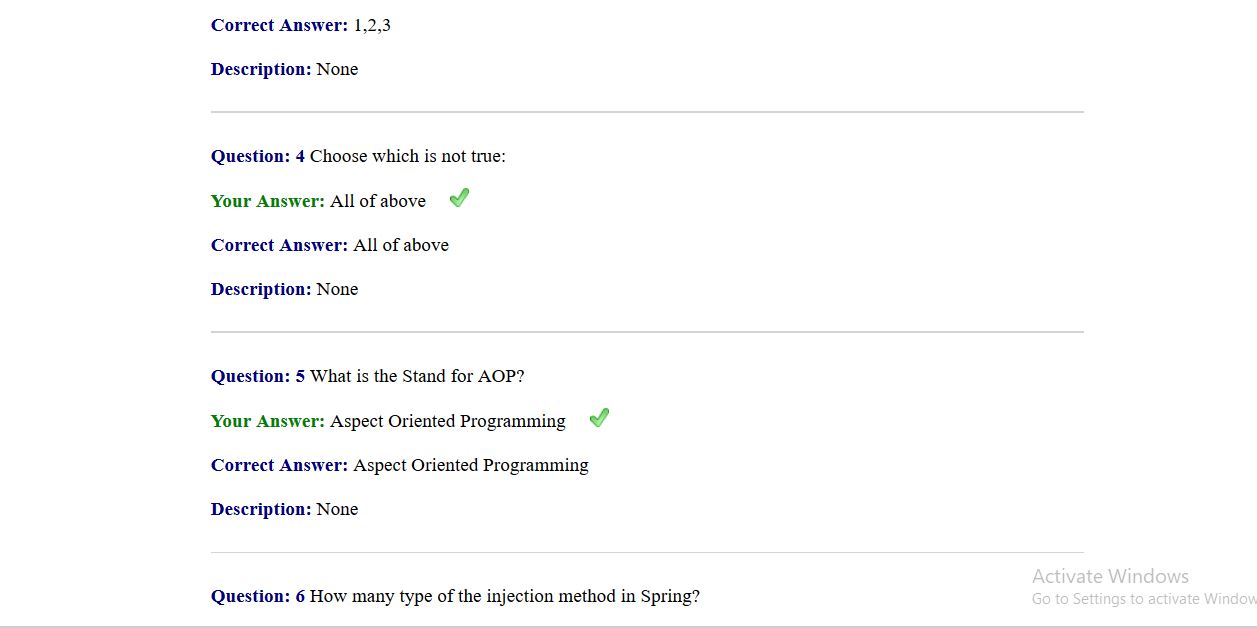 Correct Answer: 1,2,3
Description: None
Question: 4 Choose which is not true:
Your Answer: All of above
Correct Answer: All of above
Description: None
Question: 5 What is the Stand for AOP?
Your Answer: Aspect Oriented Programming
Correct Answer: Aspect Oriented Programming
Description: None
Question: 6 How many type of the injection method in Spring?
Activate Windows
Go to Settings to activate Window